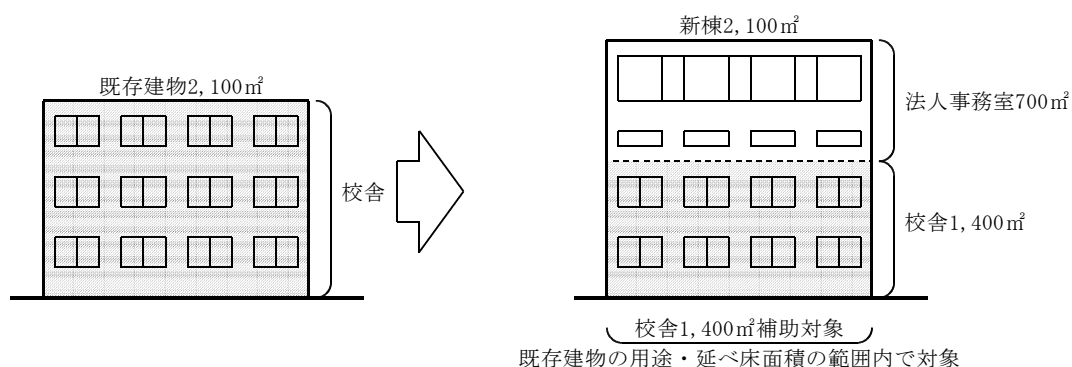 既存建物2,100㎡
校舎
新棟2,100㎡
法人事務室700㎡
校舎1,400㎡
校舎1,400㎡補助対象
既存建物の用途・延べ床面積の範囲内で対象